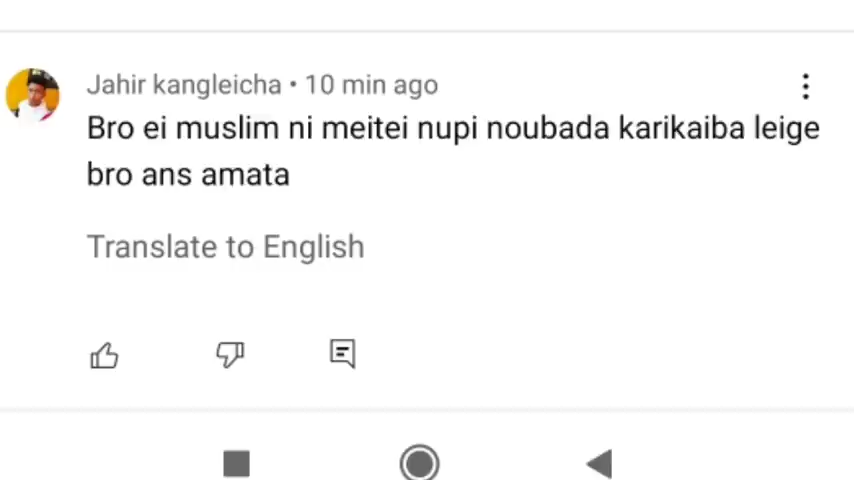 Jahir kangleicha • 10 min ago
Bro ei muslim ni meitei nupi noubada karikaiba leige
bro ans amata
Translate to English